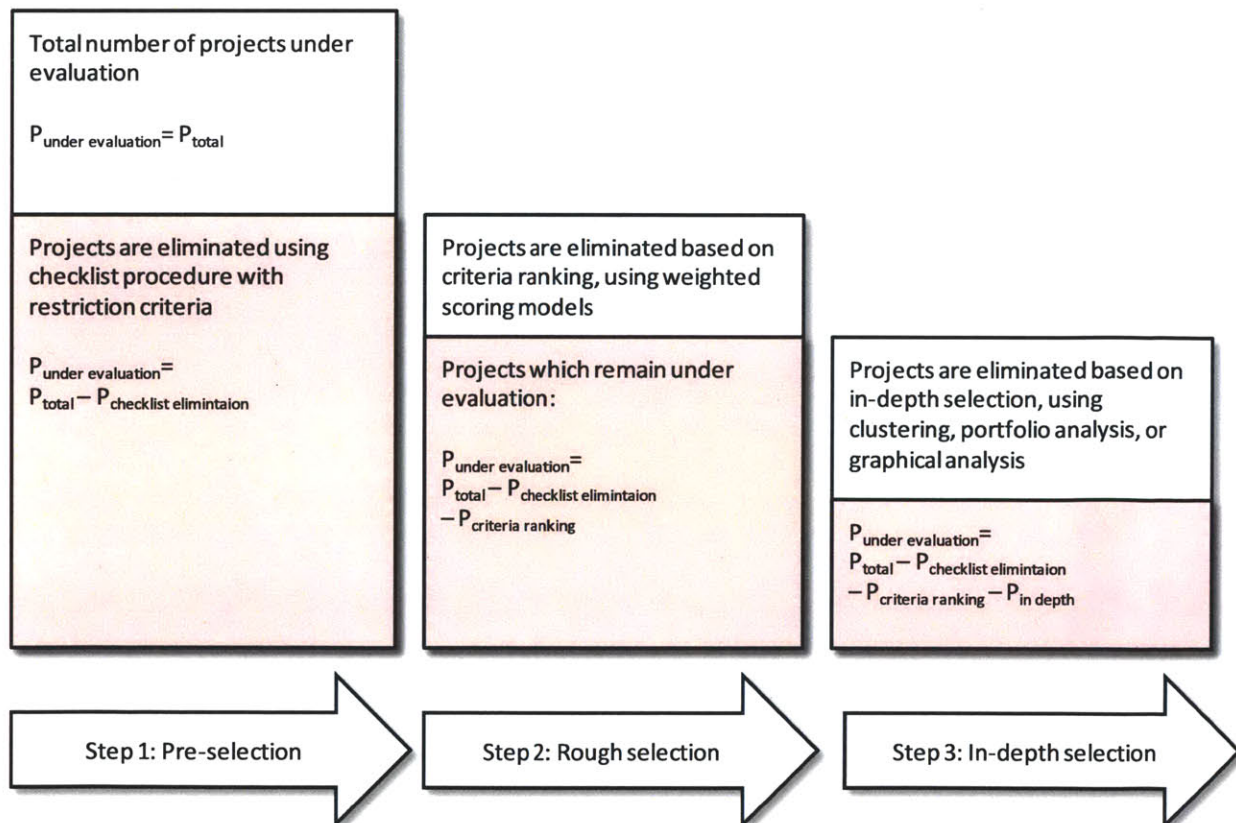 Total number of projects under
evaluation
P under evaluation= P total
Projects are eliminated using
checklist procedure with
restriction criteria
P under evaluation=
P total – P checklist elimintaion
Projects are eliminated based on
criteria ranking, using weighted
scoring models
Projects which remain under
evaluation:
P under evaluation=
P total – P checklist elimintaion
– P criteria ranking
Projects are eliminated based on
in-depth selection, using
clustering, portfolio analysis, or
graphical analysis
P under evaluation=
P total – P checklist elimintaion
– P criteria ranking – P in depth
Step 1: Pre-selection
Step 2: Rough selection
Step 3: In-depth selection